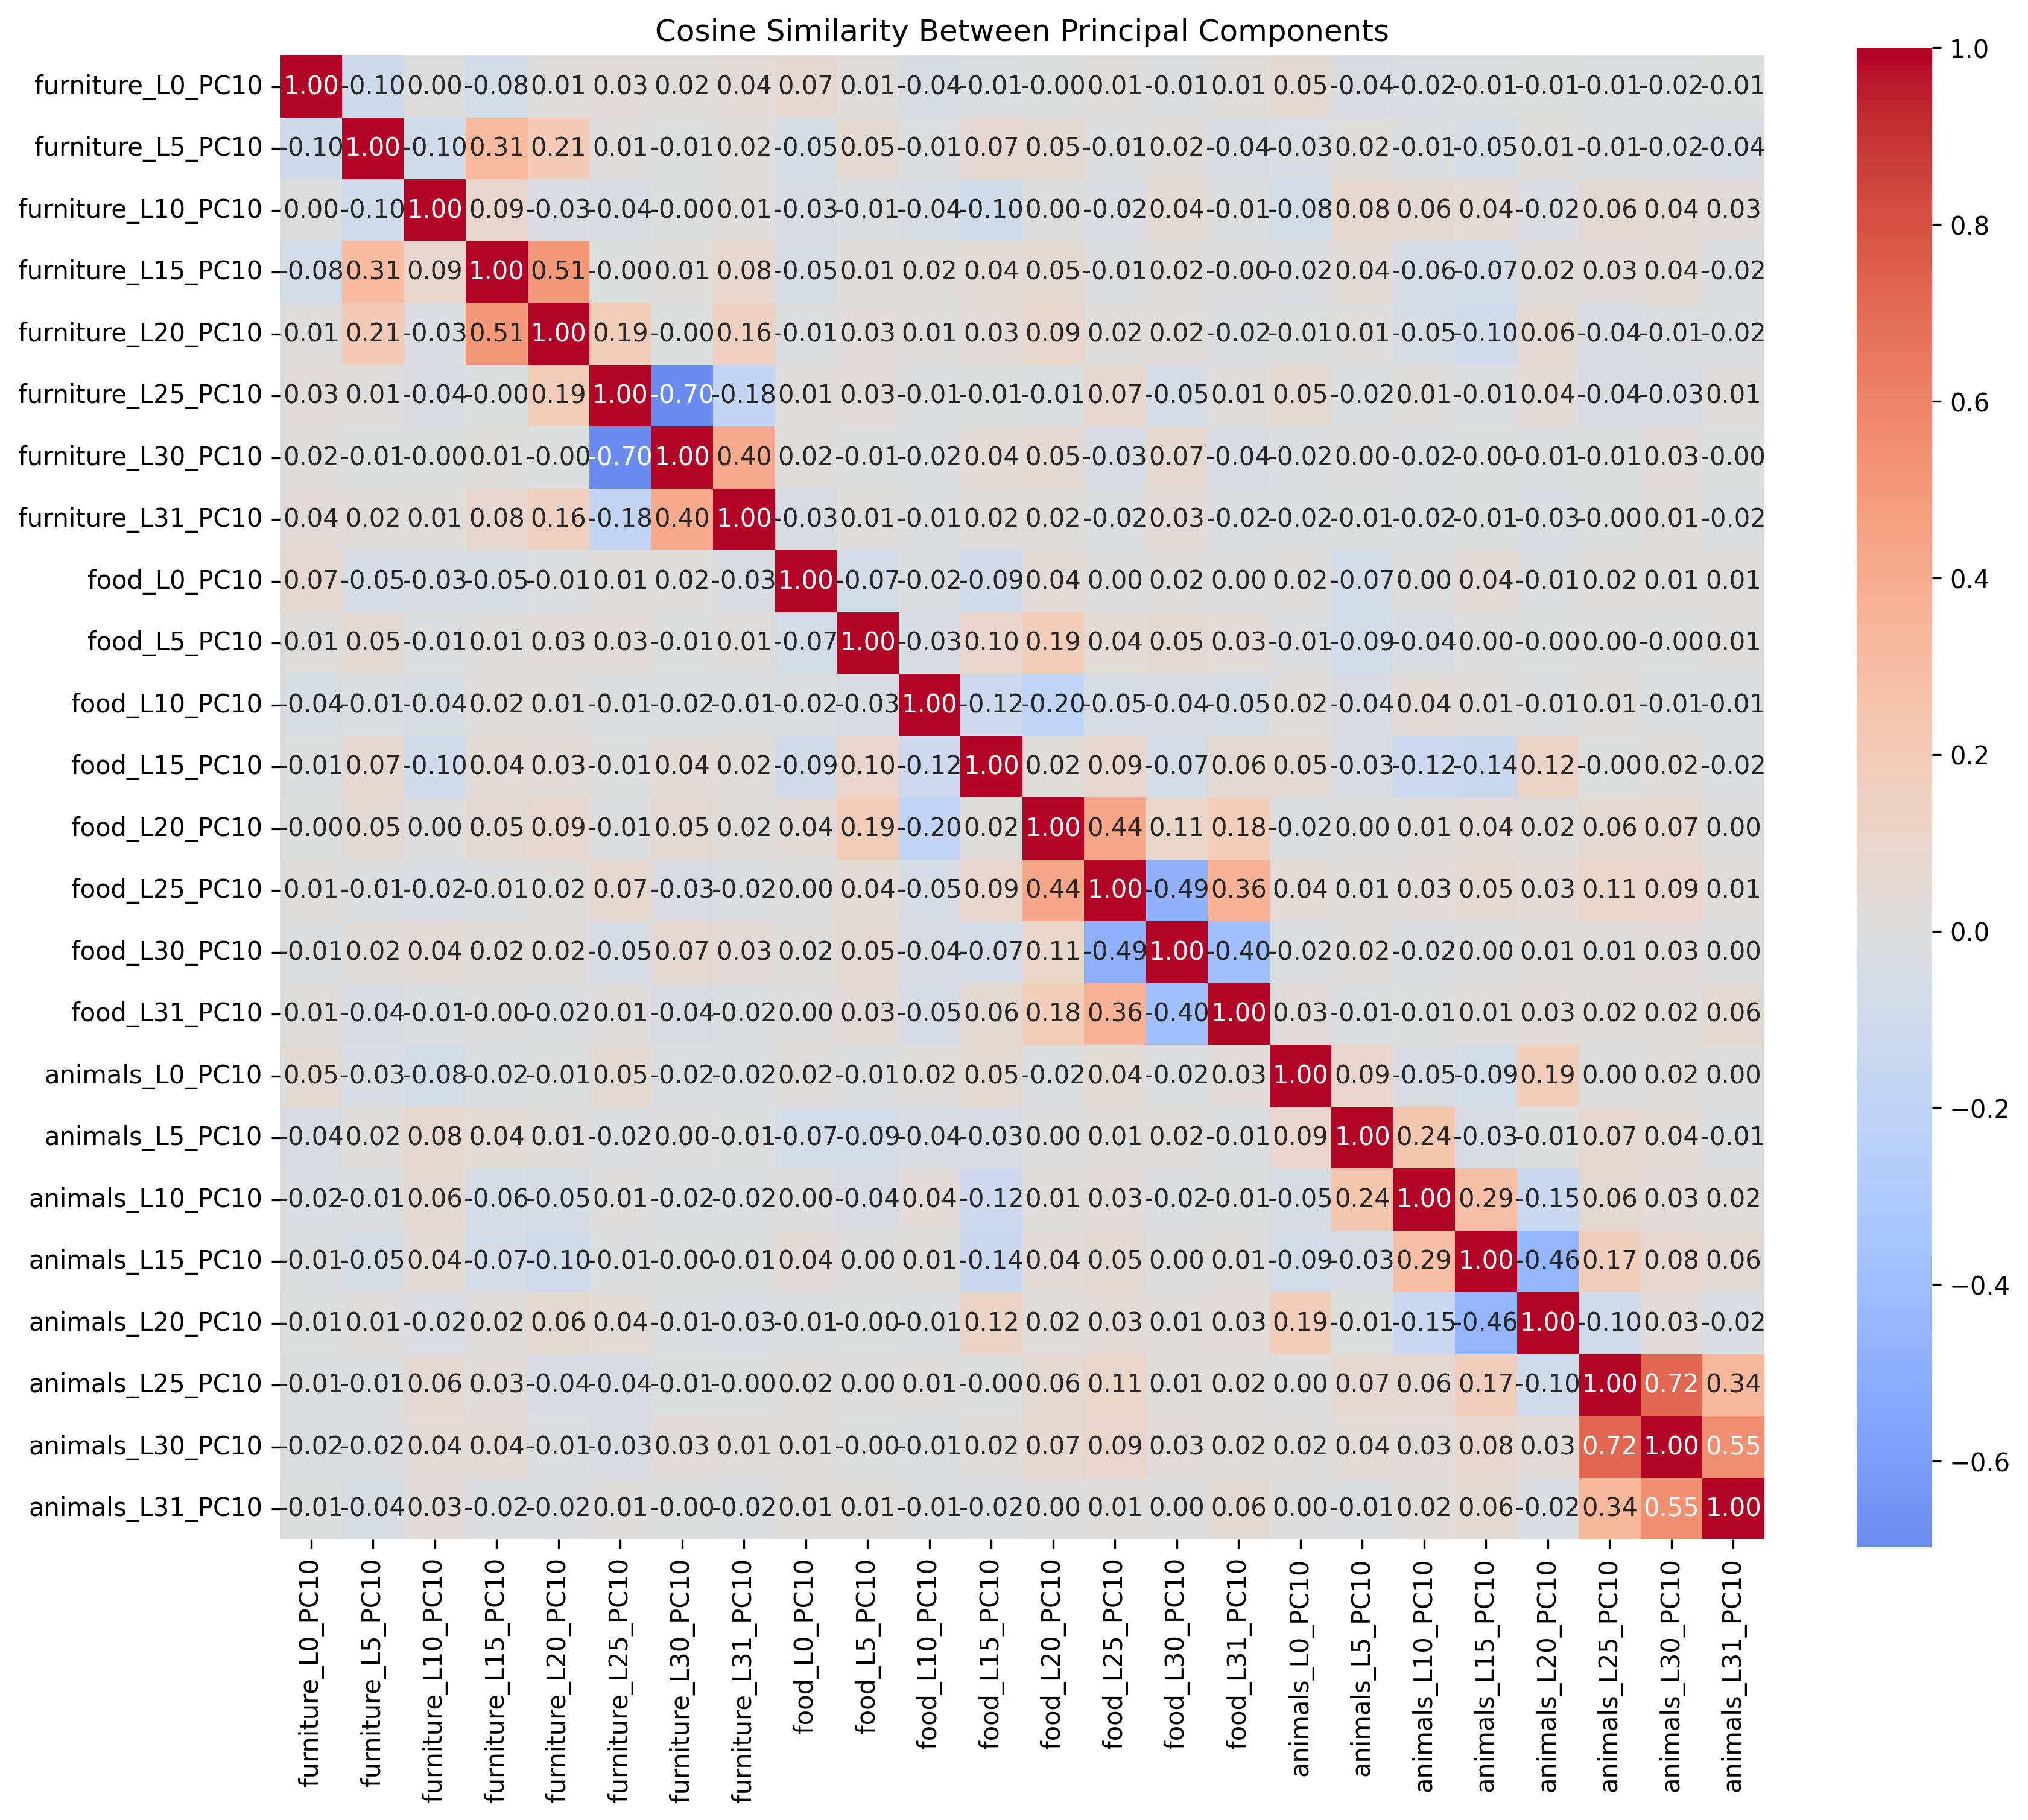 Cosine Similarity Between Principal Components
furniture_L0_PC10 1.00 -0.10 0.00 -0.08 0.01 0.03 0.02 0.04 0.07 0.01 -0.04 -0.01 -0.00 0.01 -0.01 0.01 0.05 -0.04 -0.02 -0.01 -0.01 -0.01 -0.02 -0.01
furniture_L5_PC10 -0.10 1.00 -0.10 0.31 0.21 0.01 -0.01 0.02 -0.05 0.05 -0.01 0.07 0.05 -0.01 0.02 -0.04 -0.03 0.02 -0.01 -0.05 0.01 -0.01 -0.02 -0.04
furniture_L10_PC10 0.00 -0.10 1.00 0.09 -0.03 -0.04 -0.00 0.01 -0.03 -0.01 -0.04 -0.10 0.00 -0.02 0.04 -0.01 -0.08 0.08 0.06 0.04 -0.02 0.06 0.04 0.03
furniture_L15_PC10 -0.08 0.31 0.09 1.00 0.51 -0.00 0.01 0.08 -0.05 0.01 0.02 0.04 0.05 -0.01 0.02 -0.00 -0.02 0.04 -0.06 -0.07 0.02 0.03 0.04 -0.02
furniture_L20_PC10 0.01 0.21 -0.03 0.51 1.00 0.19 -0.00 0.16 -0.01 0.03 0.01 0.03 0.09 0.02 0.02 -0.02 -0.01 0.01 -0.05 -0.10 0.06 -0.04 -0.01 -0.02
furniture_L25_PC10 0.03 0.01 -0.04 -0.00 0.19 1.00 -0.70 -0.18 0.01 0.03 -0.01 -0.01 -0.01 0.07 -0.05 0.01 0.05 -0.02 0.01 -0.01 0.04 -0.04 -0.03 0.01
furniture_L30_PC10 0.02 -0.01 -0.00 0.01 -0.00 -0.70 1.00 0.40 0.02 -0.01 -0.02 0.04 0.05 -0.03 0.07 -0.04 -0.02 0.00 -0.02 -0.00 -0.01 -0.01 0.03 -0.00
furniture_L31_PC10 0.04 0.02 0.01 0.08 0.16 -0.18 0.40 1.00 -0.03 0.01 -0.01 0.02 0.02 -0.02 0.03 -0.02 -0.02 -0.01 -0.02 -0.01 -0.03 -0.00 0.01 -0.02
food_L0_PC10 0.07 -0.05 -0.03 -0.05 -0.01 0.01 0.02 -0.03 1.00 -0.07 -0.02 -0.09 0.04 0.00 0.02 0.00 0.02 -0.07 0.00 0.04 -0.01 0.02 0.01 0.01
food_L5_PC10 0.01 0.05 -0.01 0.01 0.03 0.03 -0.01 0.01 -0.07 1.00 -0.03 0.10 0.19 0.04 0.05 0.03 -0.01 -0.09 -0.04 0.00 -0.00 0.00 -0.00 0.01
food_L10_PC10 -0.04 -0.01 -0.04 0.02 0.01 -0.01 -0.02 -0.01 -0.02 -0.03 1.00 -0.12 -0.20 -0.05 -0.04 -0.05 0.02 -0.04 0.04 0.01 -0.01 0.01 -0.01 -0.01
food_L15_PC10 -0.01 0.07 -0.10 0.04 0.03 -0.01 0.04 0.02 -0.09 0.10 -0.12 1.00 0.02 0.09 -0.07 0.06 0.05 -0.03 -0.12 -0.14 0.12 -0.00 0.02 -0.02
food_L20_PC10 -0.00 0.05 0.00 0.05 0.09 -0.01 0.05 0.02 0.04 0.19 -0.20 0.02 1.00 0.44 0.11 0.18 -0.02 0.00 0.01 0.04 0.02 0.06 0.07 0.00
food_L25_PC10 0.01 -0.01 -0.02 -0.01 0.02 0.07 -0.03 -0.02 0.00 0.04 -0.05 0.09 0.44 1.00 -0.49 0.36 0.04 0.01 0.03 0.05 0.03 0.11 0.09 0.01
food_L30_PC10 -0.01 0.02 0.04 0.02 0.02 -0.05 0.07 0.03 0.02 0.05 -0.04 -0.07 0.11 -0.49 1.00 -0.40 -0.02 0.02 -0.02 0.00 0.01 0.01 0.03 0.00
food_L31_PC10 0.01 -0.04 -0.01 -0.00 -0.02 0.01 -0.04 -0.02 0.00 0.03 -0.05 0.06 0.18 0.36 -0.40 1.00 0.03 -0.01 -0.01 0.01 0.03 0.02 0.02 0.06
animals_L0_PC10 0.05 -0.03 -0.08 -0.02 -0.01 0.05 -0.02 -0.02 0.02 -0.01 0.02 0.05 -0.02 0.04 -0.02 0.03 1.00 0.09 -0.05 -0.09 0.19 0.00 0.02 0.00
animals_L5_PC10 -0.04 0.02 0.08 0.04 0.01 -0.02 0.00 -0.01 -0.07 -0.09 -0.04 -0.03 0.00 0.01 0.02 -0.01 0.09 1.00 0.24 -0.03 -0.01 0.07 0.04 -0.01
animals_L10_PC10 -0.02 -0.01 0.06 -0.06 -0.05 0.01 -0.02 -0.02 0.00 -0.04 0.04 -0.12 0.01 0.03 -0.02 -0.01 -0.05 0.24 1.00 0.29 -0.15 0.06 0.03 0.02
animals_L15_PC10 -0.01 -0.05 0.04 -0.07 -0.10 -0.01 -0.00 -0.01 0.04 0.00 0.01 -0.14 0.04 0.05 0.00 0.01 -0.09 -0.03 0.29 1.00 -0.46 0.17 0.08 0.06
animals_L20_PC10 -0.01 0.01 -0.02 0.02 0.06 0.04 -0.01 -0.03 -0.01 -0.00 -0.01 0.12 0.02 0.03 0.01 0.03 0.19 -0.01 -0.15 -0.46 1.00 -0.10 0.03 -0.02
animals_L25_PC10 -0.01 -0.01 0.06 0.03 -0.04 -0.04 -0.01 -0.00 0.02 0.00 0.01 -0.00 0.06 0.11 0.01 0.02 0.00 0.07 0.06 0.17 -0.10 1.00 0.72 0.34
animals_L30_PC10 -0.02 -0.02 0.04 0.04 -0.01 -0.03 0.03 0.01 0.01 -0.00 -0.01 0.02 0.07 0.09 0.03 0.02 0.02 0.04 0.03 0.08 0.03 0.72 1.00 0.55
animals_L31_PC10 -0.01 -0.04 0.03 -0.02 -0.02 0.01 -0.00 -0.02 0.01 0.01 -0.01 -0.02 0.00 0.01 0.00 0.06 0.00 -0.01 0.02 0.06 -0.02 0.34 0.55 1.00
furniture_L0_PC10
furniture_L5_PC10
furniture_L10_PC10
furniture_L15_PC10
furniture_L20_PC10
furniture_L25_PC10
furniture_L30_PC10
furniture_L31_PC10
food_L0_PC10
food_L5_PC10
food_L10_PC10
food_L15_PC10
food_L20_PC10
food_L25_PC10
food_L30_PC10
food_L31_PC10
animals_L0_PC10
animals_L5_PC10
animals_L10_PC10
animals_L15_PC10
animals_L20_PC10
animals_L25_PC10
animals_L30_PC10
animals_L31_PC10
1.0
0.8
0.6
0.4
0.2
0.0
−0.2
−0.4
−0.6